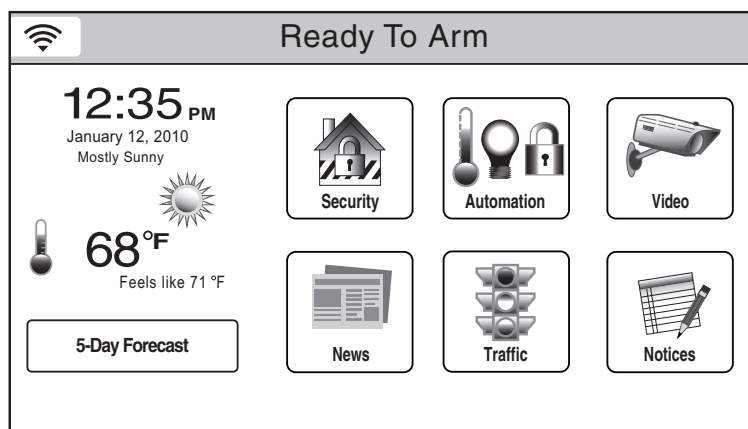 Ready To Arm
12:35 PM
January 12, 2010
Mostly Sunny
68°F
Feels like 71 °F
5-Day Forecast
Security
Automation
Video
News
Traffic
Notices